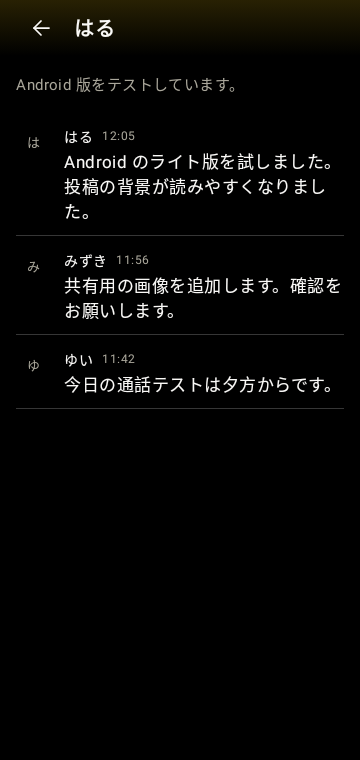 はる
Android 版をテストしています。
は
はる 12:05
Android のライト版を試しました。
投稿の背景が読みやすくなりまし
た。
み
みずき 11:56
共有用の画像を追加します。確認を
お願いします。
ゆ
ゆい 11:42
今日の通話テストは夕方からです。